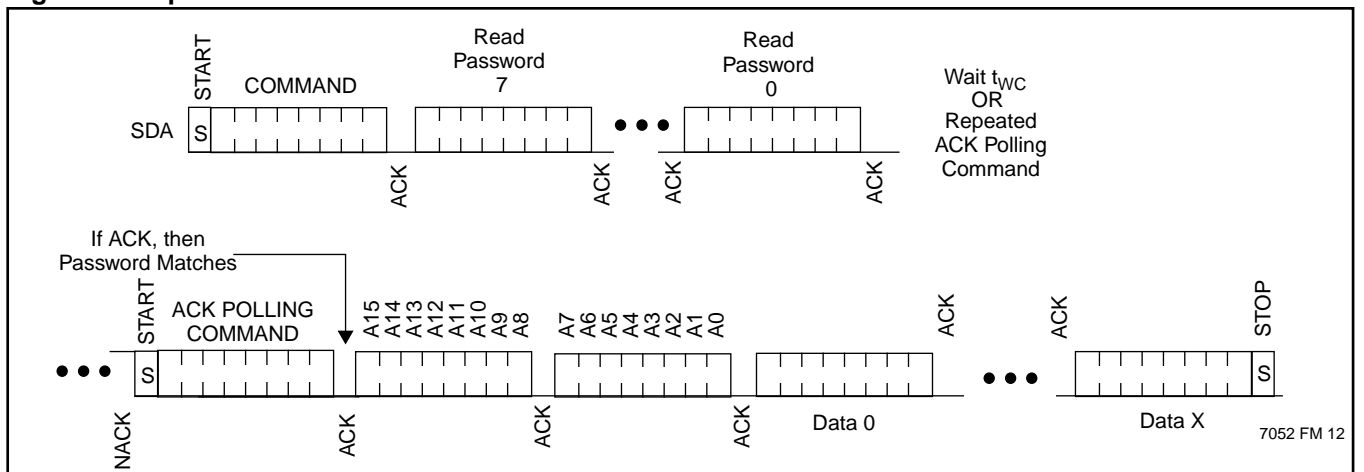 START
COMMAND
Read
Password
7
Read
Password
0
Wait tWC
OR
Repeated
ACK Polling
Command
SDA
S
ACK
ACK
ACK
ACK
If ACK, then
Password Matches
START
ACK POLLING
COMMAND
A15
A14
A13
A12
A11
A10
A9
A8
A7
A6
A5
A4
A3
A2
A1
A0
ACK
ACK
STOP
S
S
NACK
ACK
ACK
ACK
Data 0
Data X
7052 FM 12